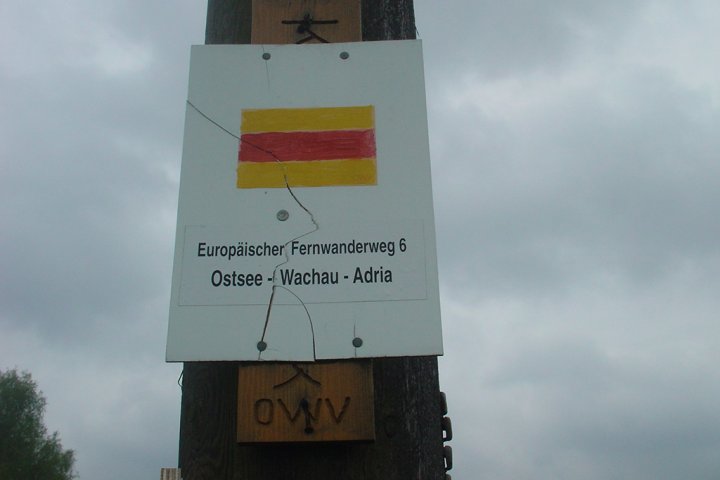 Europäischer Fernwanderweg 6
Ostsee - Wachau - Adria
OWV